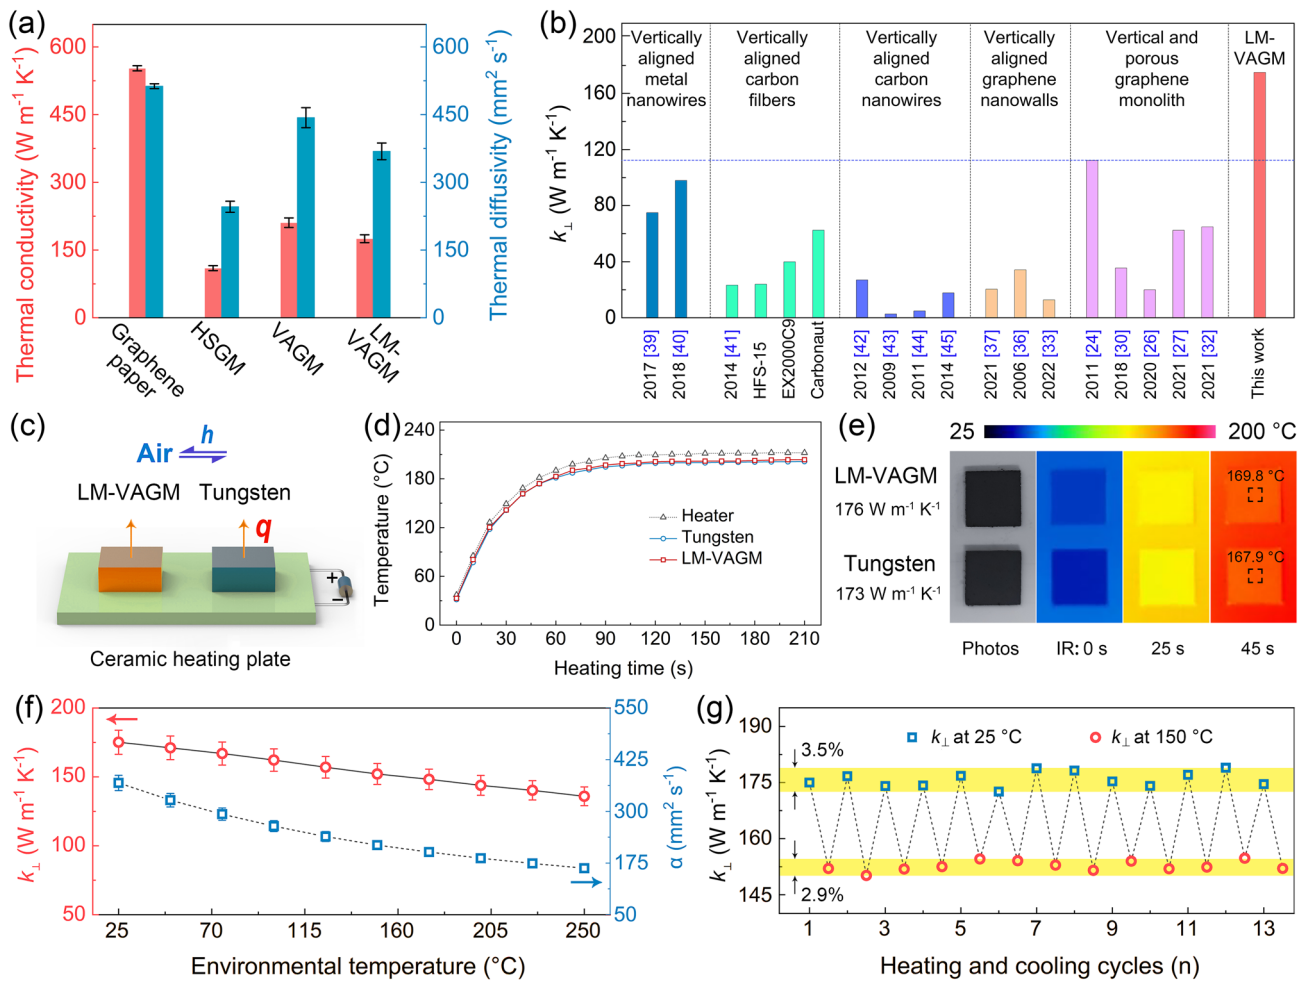 (a)
Thermal conductivity (W m-1 K-1)
600
450
300
150
0
Thermal diffusivity (mm2 s-1)
600
450
300
150
0
Graphene
paper
HSGM
VAGM
LM-
VAGM
(b)
k⊥ (W m-1 K-1)
200
160
120
80
40
0
Vertically
aligned
metal
nanowires
Vertically
aligned
carbon
filbers
Vertically
aligned
carbon
nanowires
Vertically
aligned
graphene
nanowalls
Vertical and
porous
graphene
monolith
LM-
VAGM
2017 [39]
2018 [40]
2014 [41]
HFS-15
EX2000C9
Carbonaut
2012 [42]
2009 [43]
2011 [44]
2014 [45]
2021 [37]
2006 [36]
2022 [33]
2011 [24]
2018 [30]
2020 [26]
2021 [27]
2021 [32]
This work
(c)
Air
h
LM-VAGM
Tungsten
q
+
−
Ceramic heating plate
(d)
Temperature (°C)
240
180
120
60
0
Heater
Tungsten
LM-VAGM
0 30 60 90 120 150 180 210
Heating time (s)
(e)
25
200 °C
LM-VAGM
176 W m-1 K-1
169.8 °C
Tungsten
173 W m-1 K-1
167.9 °C
Photos
IR: 0 s
25 s
45 s
(f)
k⊥ (W m-1 K-1)
200
150
100
50
α (mm2 s-1)
550
425
300
175
50
25 70 115 160 205 250
Environmental temperature (°C)
(g)
k⊥ (W m-1 K-1)
190
175
160
145
3.5%
2.9%
k⊥ at 25 °C
k⊥ at 150 °C
1 3 5 7 9 11 13
Heating and cooling cycles (n)